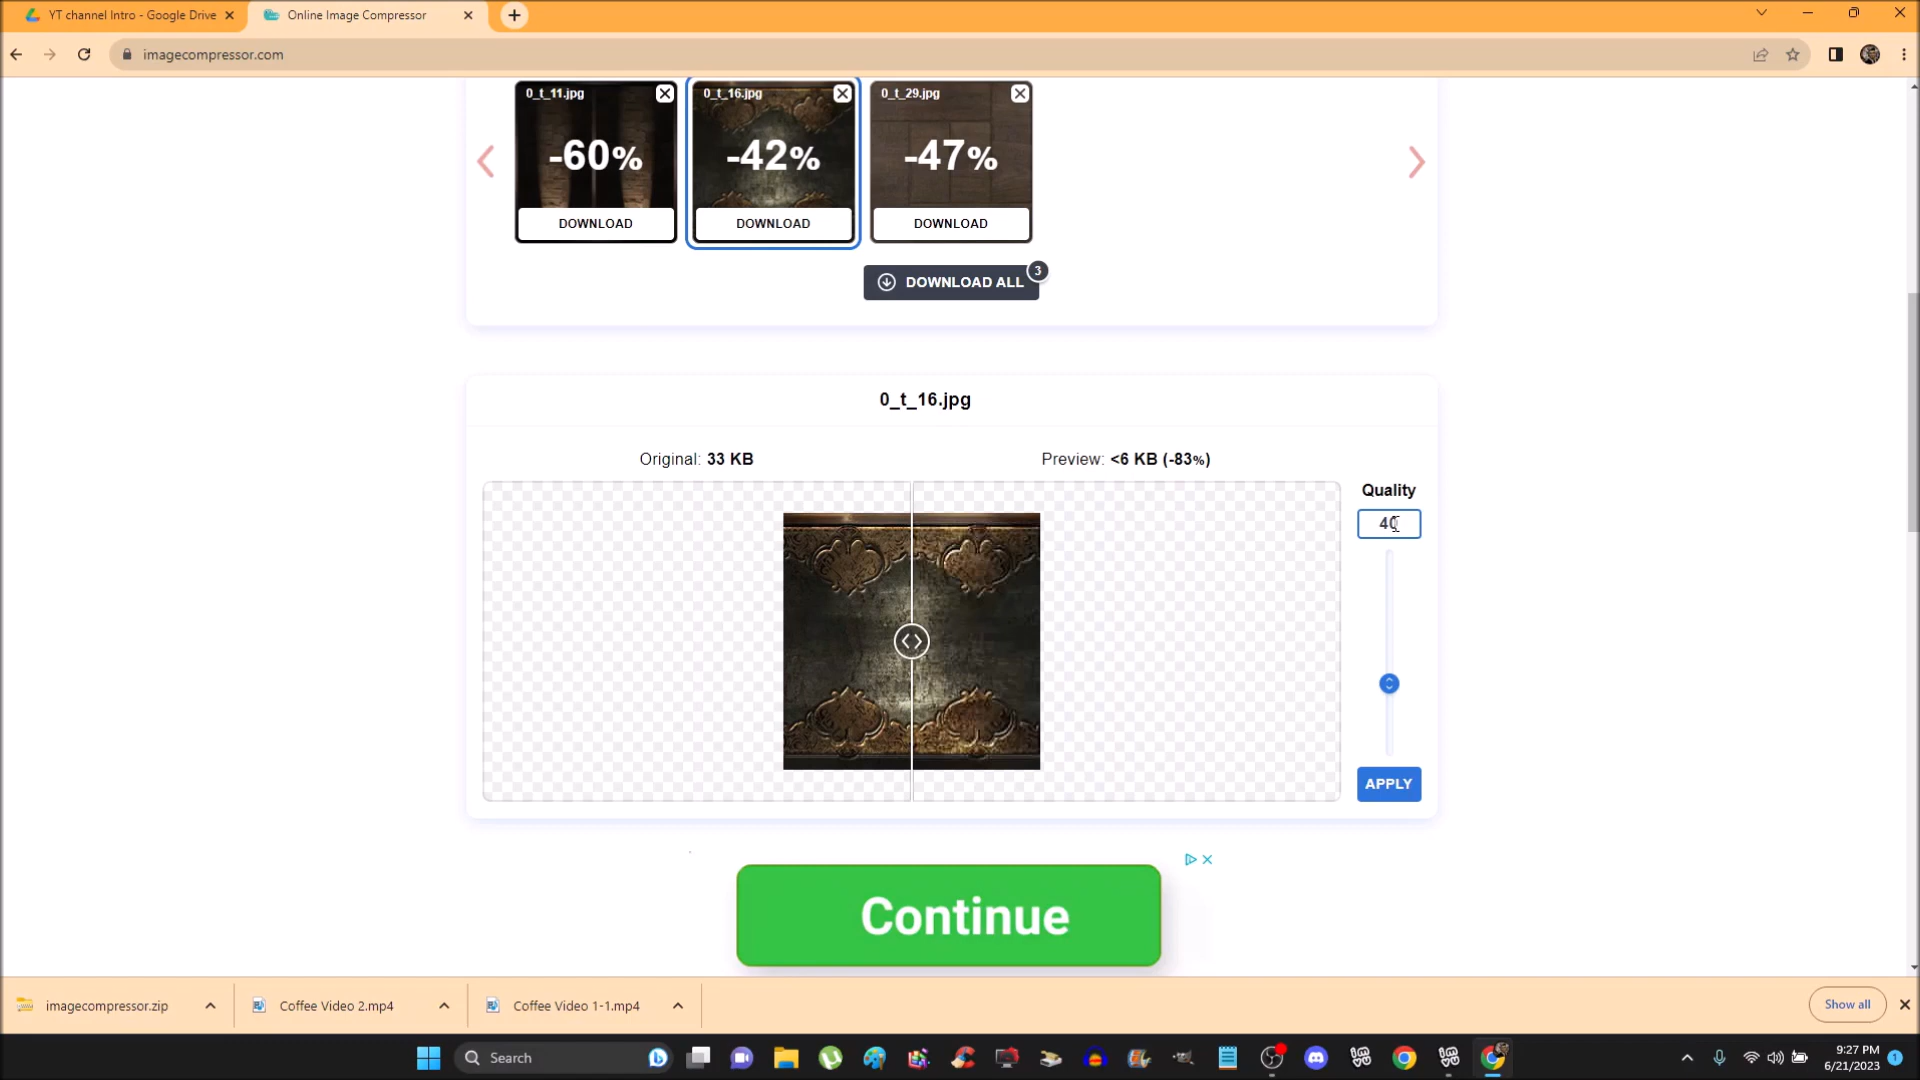 YT channel Intro - Google Drive
Online Image Compressor
imagecompressor.com
0_t_11.jpg
0_t_16.jpg
0_t_29.jpg
-60%
-42%
-47%
DOWNLOAD
DOWNLOAD
DOWNLOAD
DOWNLOAD ALL
3
0_t_16.jpg
Original: 33 KB
Preview: <6 KB (-83%)
Quality
40
APPLY
Continue
imagecompressor.zip
Coffee Video 2.mp4
Coffee Video 1-1.mp4
Show all
Search
9:27 PM
6/21/2023
1